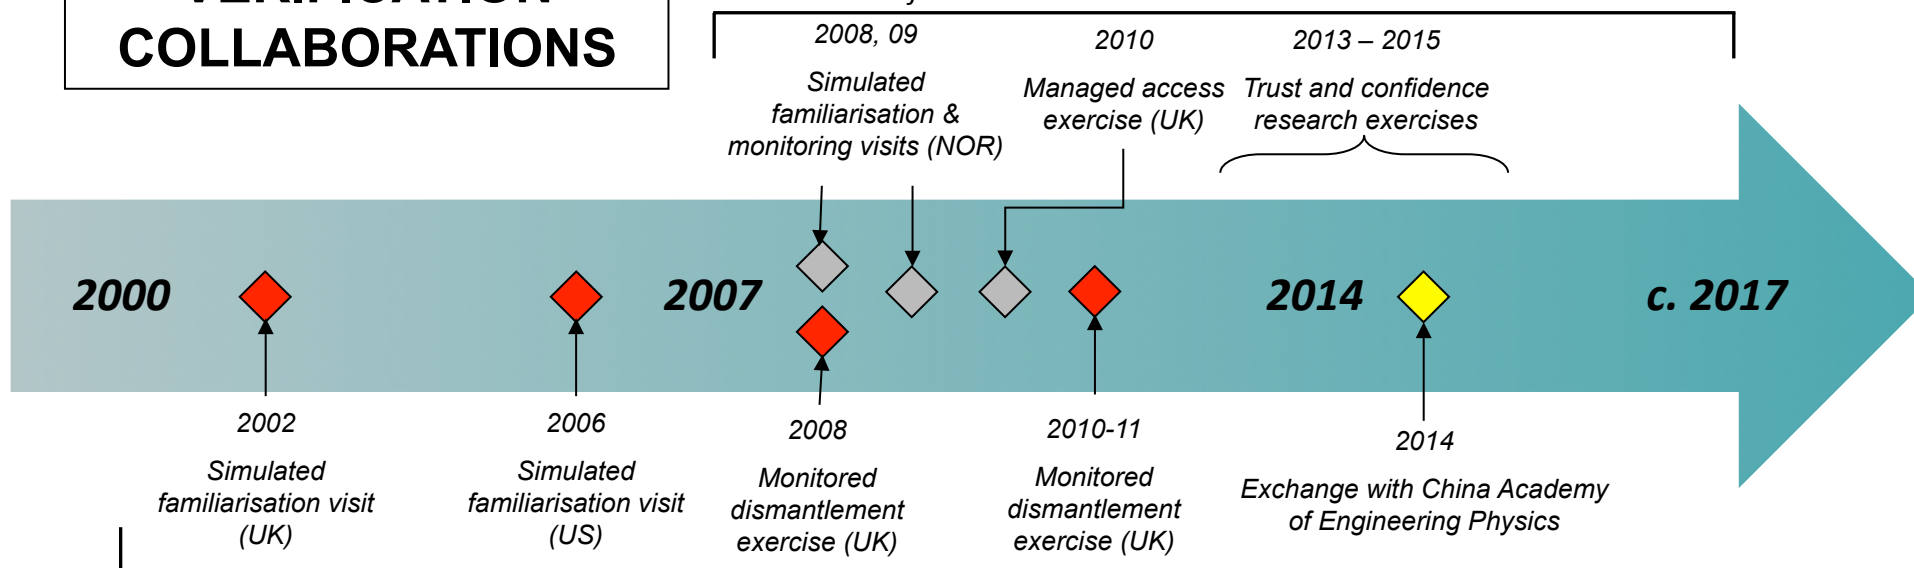 COLLABORATIONS
2008, 09
Simulated
familiarisation &
monitoring visits (NOR)
2010
Managed access
exercise (UK)
2013 – 2015
Trust and confidence
research exercises
2000
2007
2014
c. 2017
2002
Simulated
familiarisation visit
(UK)
2006
Simulated
familiarisation visit
(US)
2008
Monitored
dismantlement
exercise (UK)
2010-11
Monitored
dismantlement
exercise (UK)
2014
Exchange with China Academy
of Engineering Physics